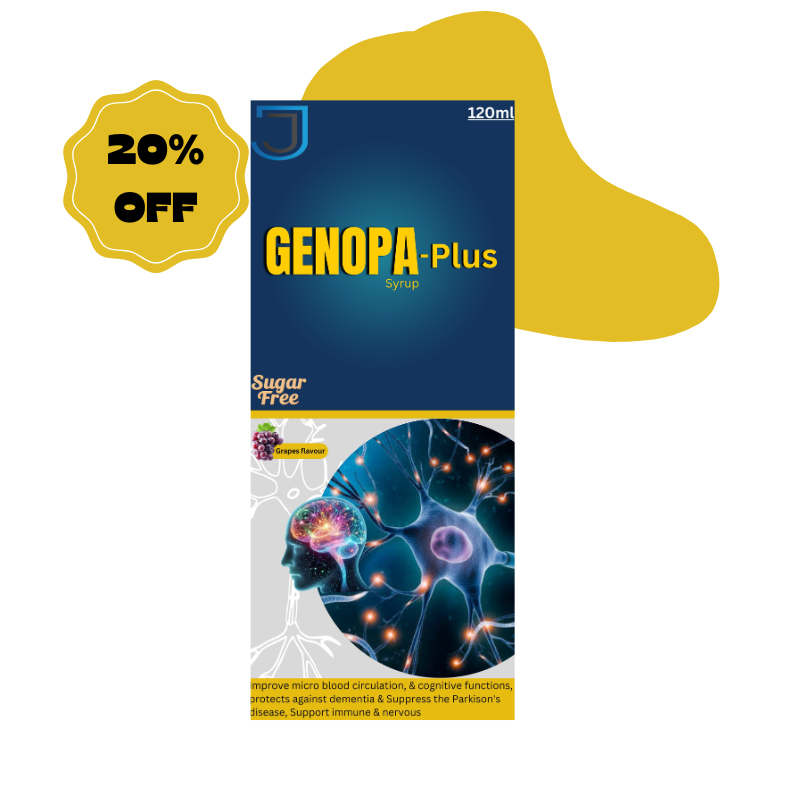 20%
OFF
120ml
GENOPA-Plus
Syrup
Sugar
Free
Grapes flavour
mprove micro blood circulation, & cognitive functions,
protects against dementia & Suppress the Parkison's
disease, Support immune & nervous